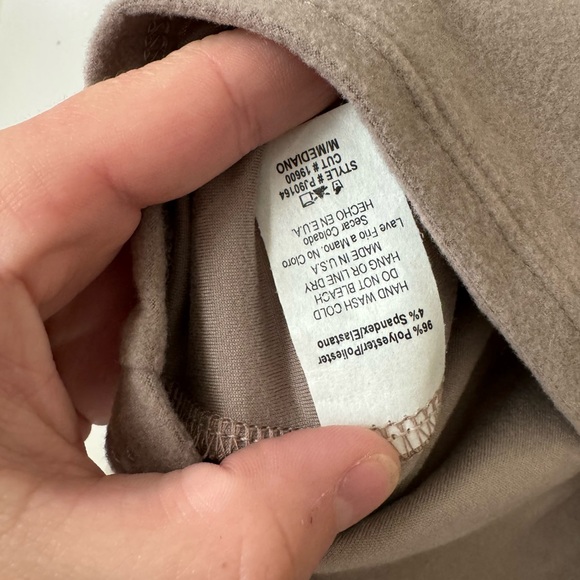 96% Polyester/Poliester
4% Spandex/Elastano
HAND WASH COLD
DO NOT BLEACH
HANG OR LINE DRY
MADE IN U.S.A
Lave Frio a Mano. No Cloro
Secar Colgado
HECHO EN E.U.A.
STYLE# PJ90164
CUT # 19600
M/MEDIANO